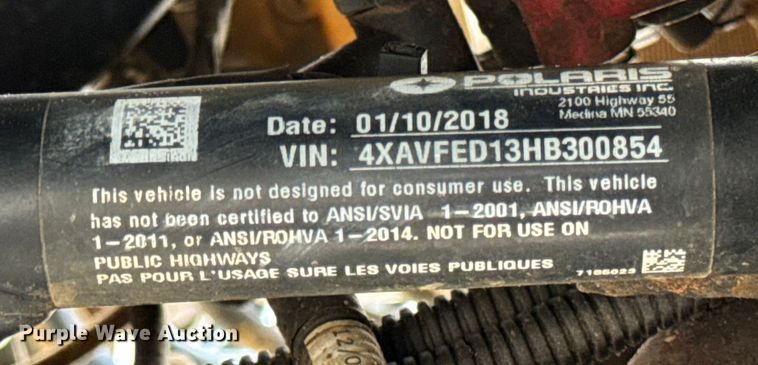 POLARIS
INDUSTRIES INC.
2100 Highway 55
Medina MN 55340
Date: 01/10/2018
VIN: 4XAVFED13HB300854
This vehicle is not designed for consumer use. This vehicle
has not been certified to ANSI/SVIA 1-2001, ANSI/ROHVA
1-2011, or ANSI/ROHVA 1-2014. NOT FOR USE ON
PUBLIC HIGHWAYS
PAS POUR L'USAGE SURE LES VOIES PUBLIQUES
Purple Wave Auction